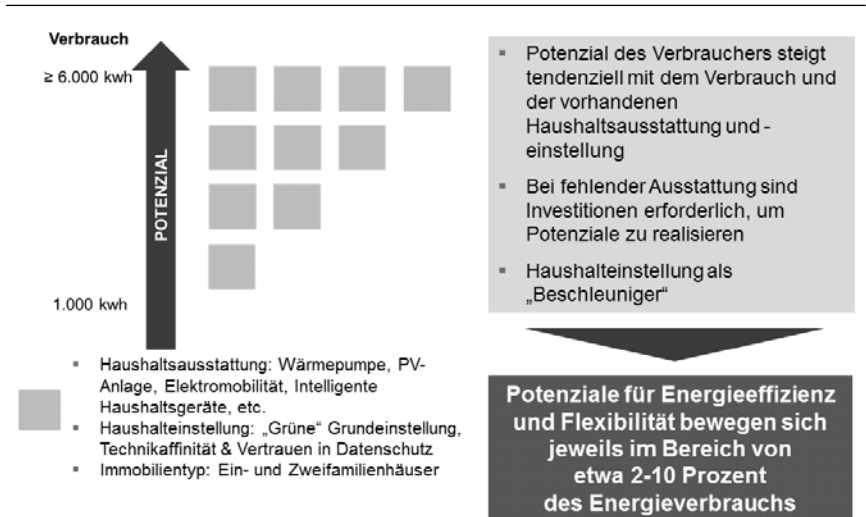 Verbrauch
≥ 6.000 kwh
POTENZIAL
1.000 kwh
▪ Haushaltsausstattung: Wärmepumpe, PV-
Anlage, Elektromobilität, Intelligente
Haushaltsgeräte, etc.
▪ Haushalteinstellung: „Grüne“ Grundeinstellung,
Technikaffinität & Vertrauen in Datenschutz
▪ Immobilientyp: Ein- und Zweifamilienhäuser
▪ Potenzial des Verbrauchers steigt
tendenziell mit dem Verbrauch und
der vorhandenen
Haushaltsausstattung und -
einstellung
▪ Bei fehlender Ausstattung sind
Investitionen erforderlich, um
Potenziale zu realisieren
▪ Haushalteinstellung als
„Beschleuniger“
Potenziale für Energieeffizienz
und Flexibilität bewegen sich
jeweils im Bereich von
etwa 2-10 Prozent
des Energieverbrauchs